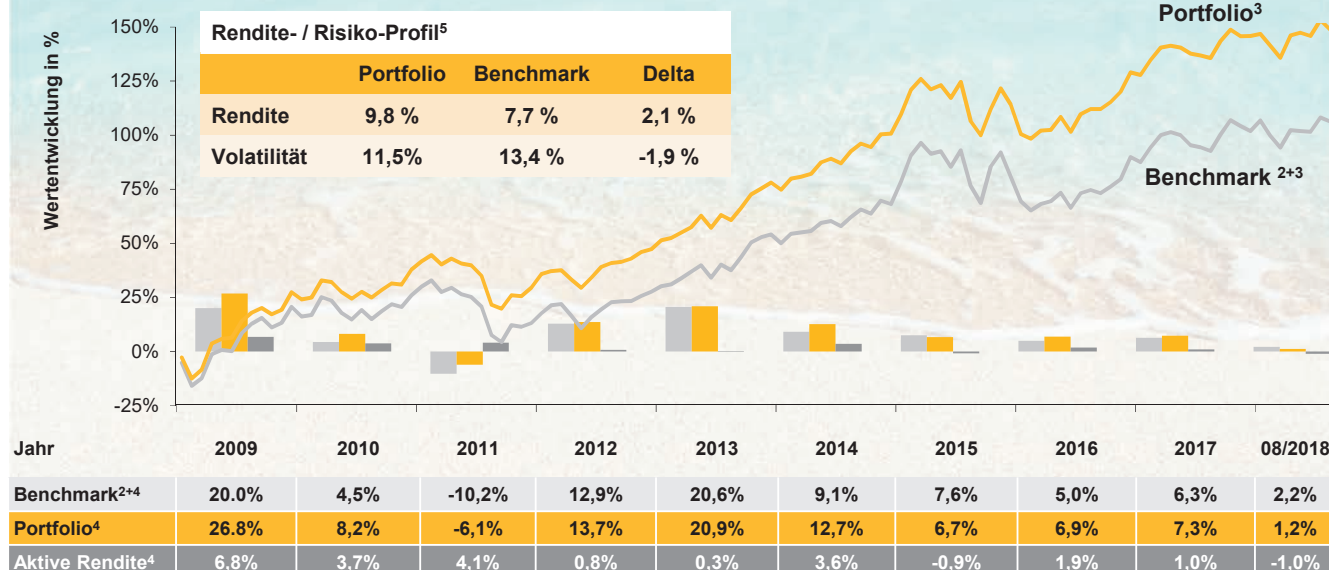 Portfolio³
Wertentwicklung in %
150%
125%
100%
75%
50%
25%
0%
-25%
Rendite- / Risiko-Profil⁵
Portfolio Benchmark Delta
Rendite 9,8 % 7,7 % 2,1 %
Volatilität 11,5% 13,4 % -1,9 %
Benchmark ²⁺³
Jahr 2009 2010 2011 2012 2013 2014 2015 2016 2017 08/2018
Benchmark²⁺⁴ 20.0% 4,5% -10,2% 12,9% 20,6% 9,1% 7,6% 5,0% 6,3% 2,2%
Portfolio⁴ 26.8% 8,2% -6,1% 13,7% 20,9% 12,7% 6,7% 6,9% 7,3% 1,2%
Aktive Rendite⁴ 6,8% 3.7% 4.1% 0.8% 0.3% 3.6% -0.9% 1.9% 1.0% -1,0%